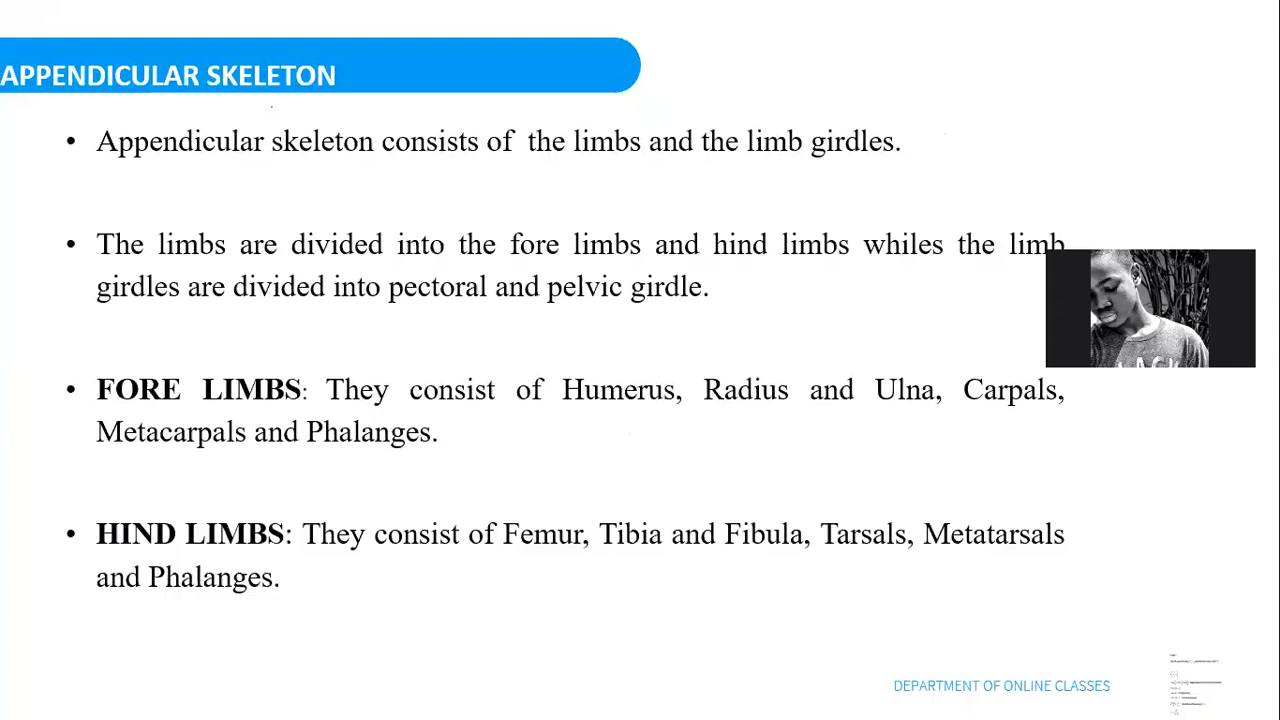 APPENDICULAR SKELETON
• Appendicular skeleton consists of the limbs and the limb girdles.
• The limbs are divided into the fore limbs and hind limbs whiles the limb
girdles are divided into pectoral and pelvic girdle.
• FORE LIMBS: They consist of Humerus, Radius and Ulna, Carpals,
Metacarpals and Phalanges.
• HIND LIMBS: They consist of Femur, Tibia and Fibula, Tarsals, Metatarsals
and Phalanges.
DEPARTMENT OF ONLINE CLASSES